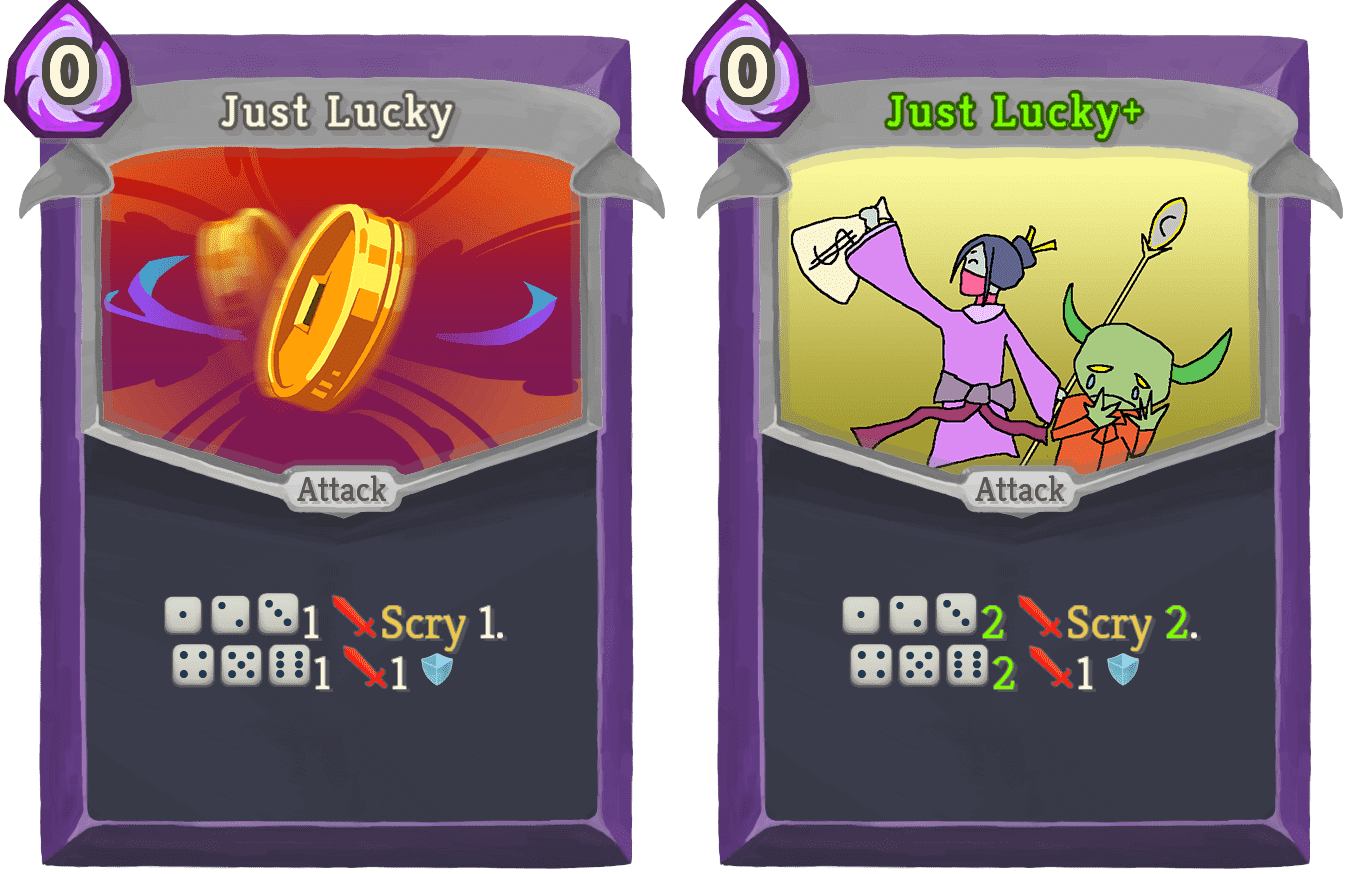 0
Just Lucky
Attack
1 Scry 1.
1 1
0
Just Lucky+
$
Attack
2 Scry 2.
2 1